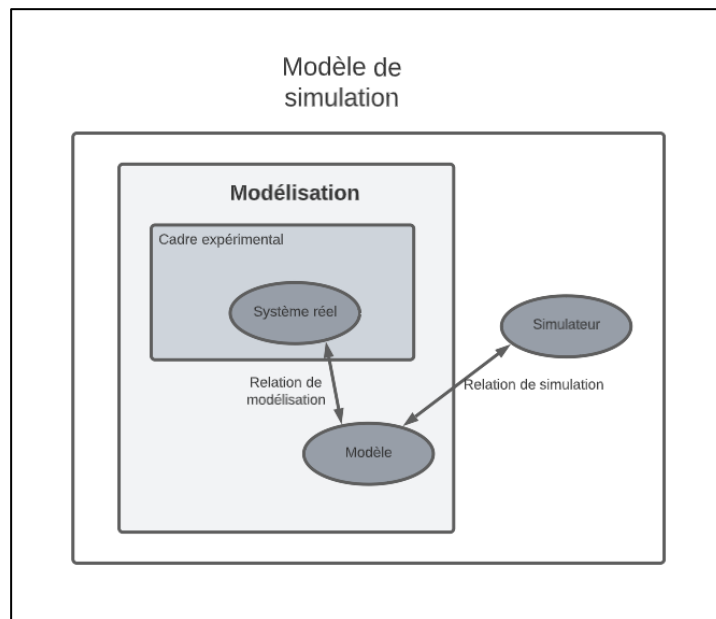 Modèle de
simulation
Modélisation
Cadre expérimental
Système réel
Simulateur
Relation de
modélisation
Relation de simulation
Modèle